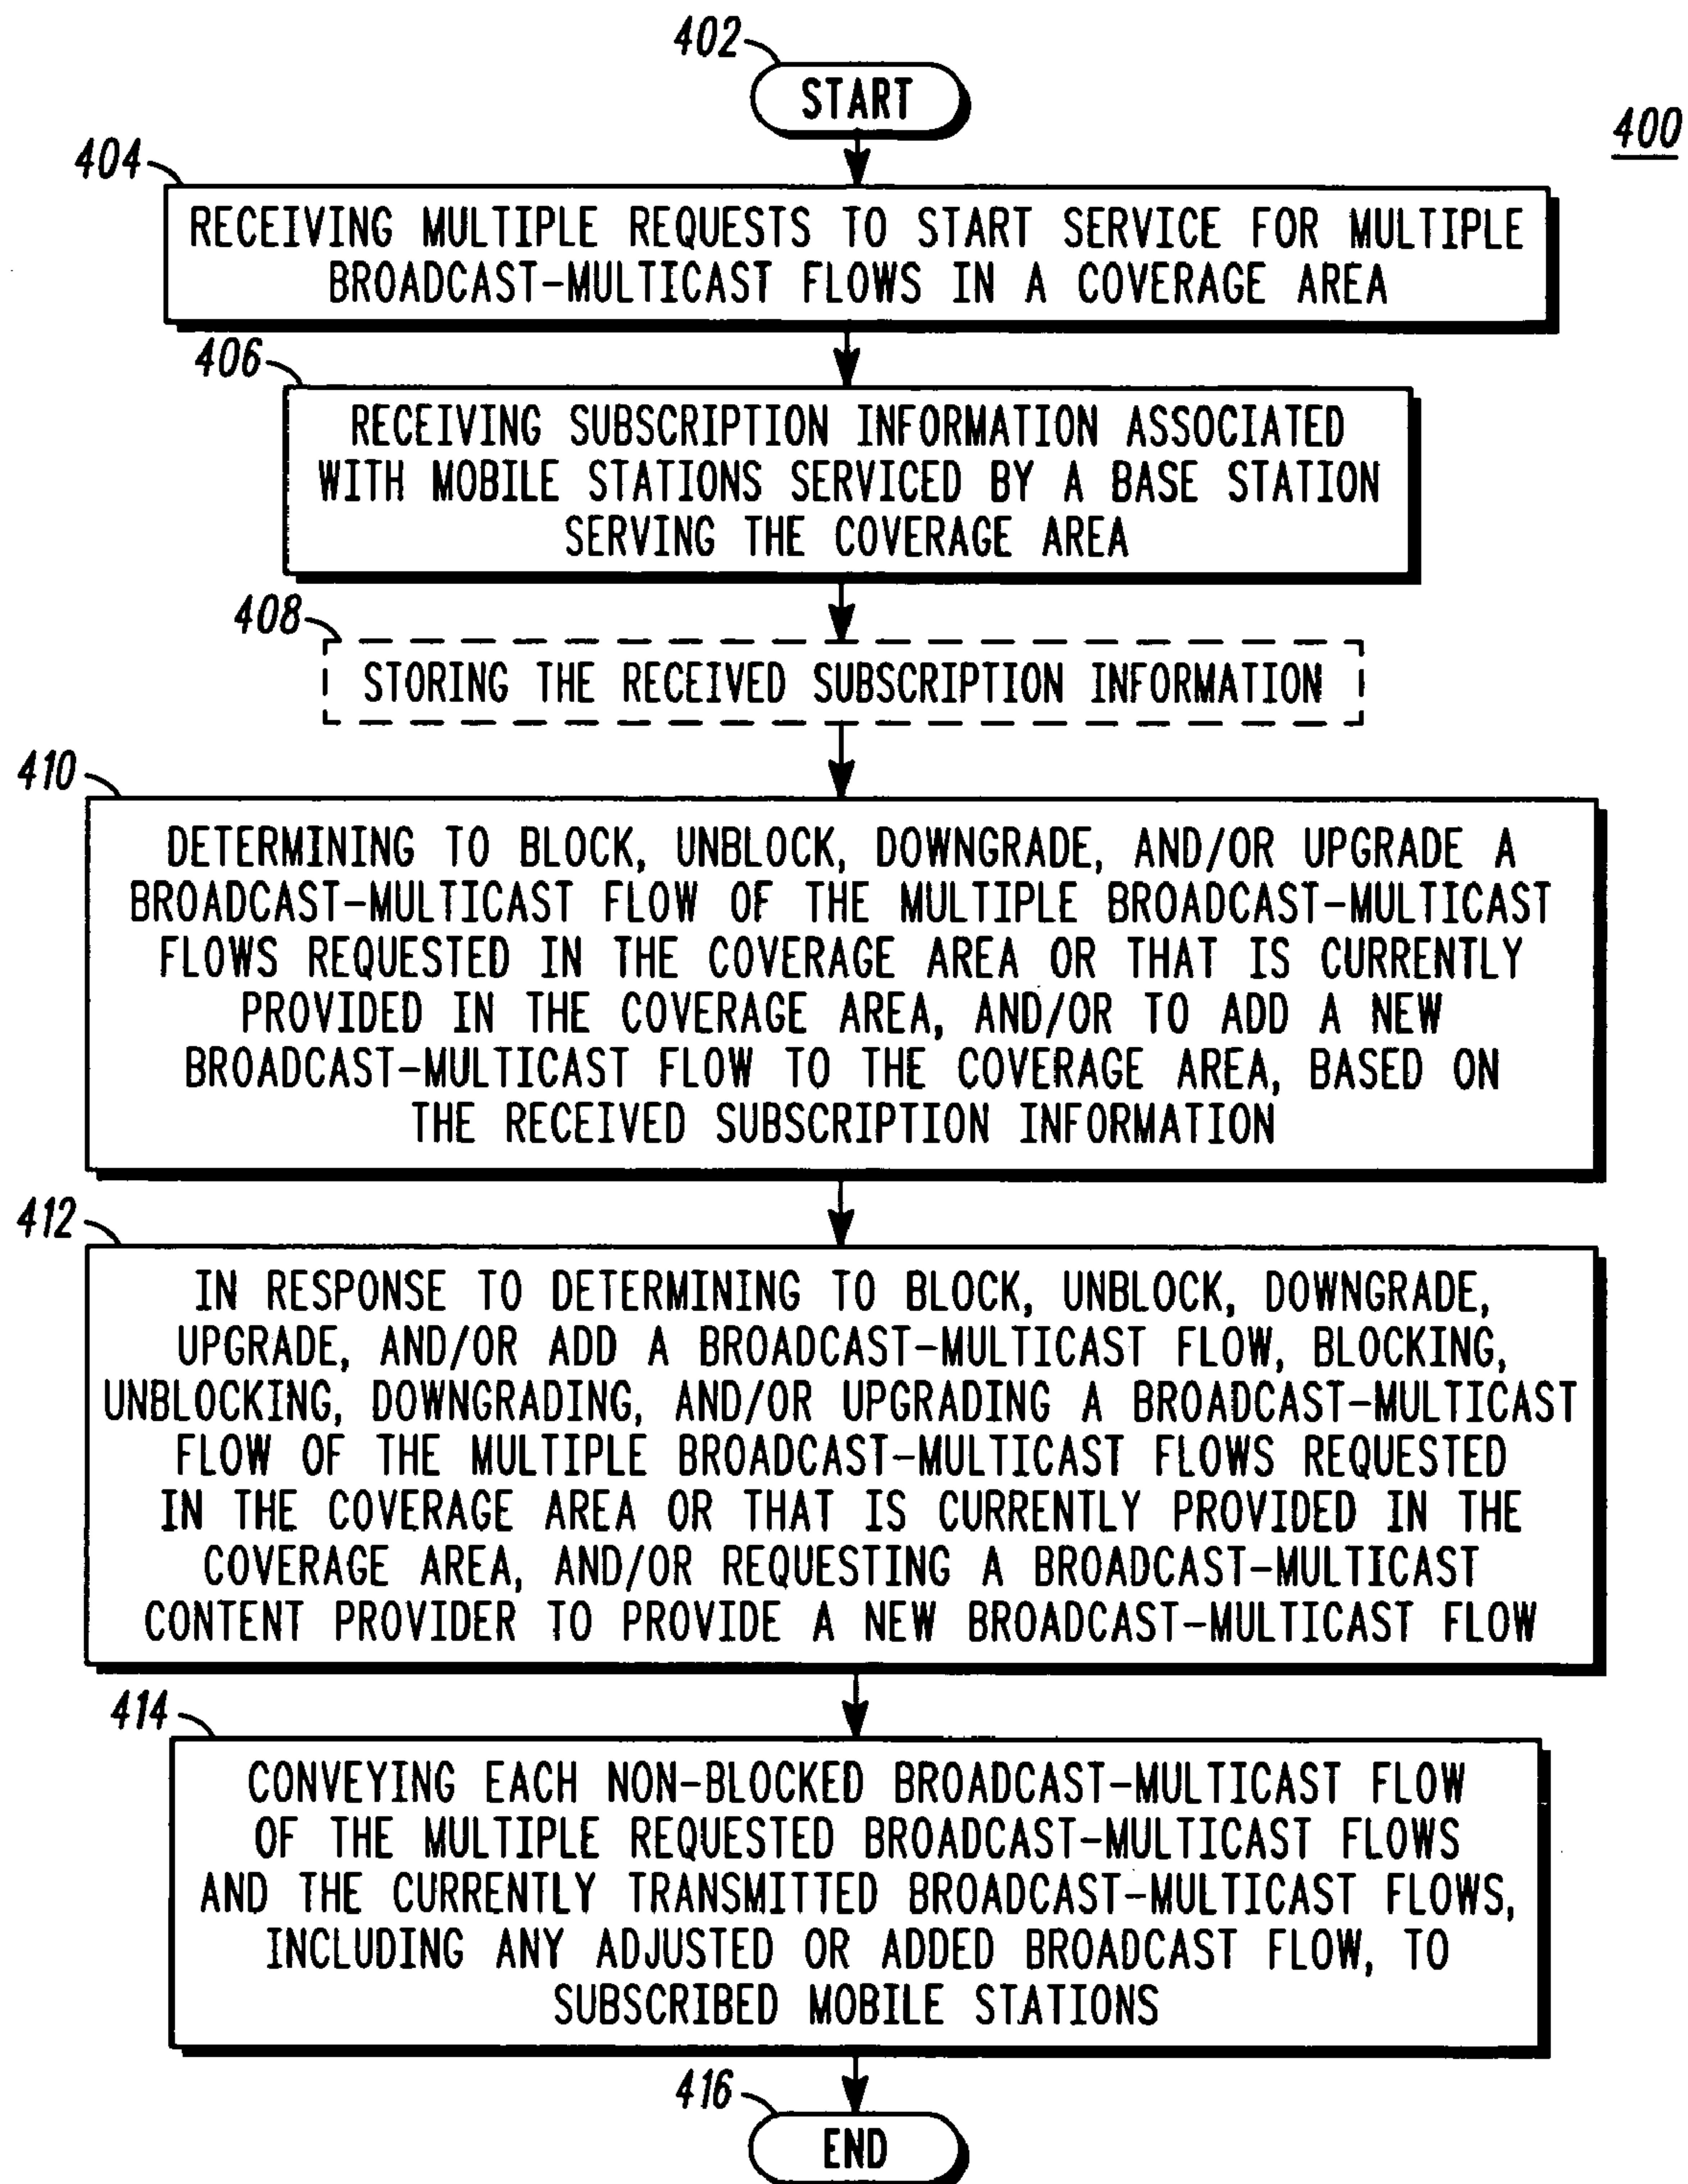 402
START
400
404
RECEIVING MULTIPLE REQUESTS TO START SERVICE FOR MULTIPLE
BROADCAST-MULTICAST FLOWS IN A COVERAGE AREA
406
RECEIVING SUBSCRIPTION INFORMATION ASSOCIATED
WITH MOBILE STATIONS SERVICED BY A BASE STATION
SERVING THE COVERAGE AREA
408
STORING THE RECEIVED SUBSCRIPTION INFORMATION
410
DETERMINING TO BLOCK, UNBLOCK, DOWNGRADE, AND/OR UPGRADE A
BROADCAST-MULTICAST FLOW OF THE MULTIPLE BROADCAST-MULTICAST
FLOWS REQUESTED IN THE COVERAGE AREA OR THAT IS CURRENTLY
PROVIDED IN THE COVERAGE AREA, AND/OR TO ADD A NEW
BROADCAST-MULTICAST FLOW TO THE COVERAGE AREA, BASED ON
THE RECEIVED SUBSCRIPTION INFORMATION
412
IN RESPONSE TO DETERMINING TO BLOCK, UNBLOCK, DOWNGRADE,
UPGRADE, AND/OR ADD A BROADCAST-MULTICAST FLOW, BLOCKING,
UNBLOCKING, DOWNGRADING, AND/OR UPGRADING A BROADCAST-MULTICAST
FLOW OF THE MULTIPLE BROADCAST-MULTICAST FLOWS REQUESTED
IN THE COVERAGE AREA OR THAT IS CURRENTLY PROVIDED IN THE
COVERAGE AREA, AND/OR REQUESTING A BROADCAST-MULTICAST
CONTENT PROVIDER TO PROVIDE A NEW BROADCAST-MULTICAST FLOW
414
CONVEYING EACH NON-BLOCKED BROADCAST-MULTICAST FLOW
OF THE MULTIPLE REQUESTED BROADCAST-MULTICAST FLOWS
AND THE CURRENTLY TRANSMITTED BROADCAST-MULTICAST FLOWS,
INCLUDING ANY ADJUSTED OR ADDED BROADCAST FLOW, TO
SUBSCRIBED MOBILE STATIONS
416
END